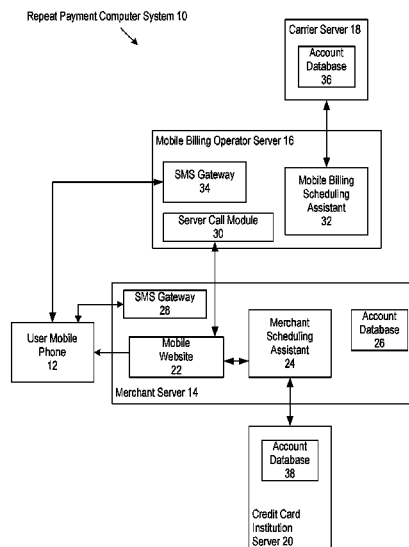 Repeat Payment Computer System 10
Carrier Server 18
Account
Database
36
Mobile Billing Operator Server 16
SMS Gateway
34
Mobile Billing
Scheduling
Assistant
32
Server Call Module
30
SMS Gateway
28
User Mobile
Phone
12
Mobile
Website
22
Merchant
Scheduling
Assistant
24
Account
Database
26
Merchant Server 14
Account
Database
38
Credit Card
Institution
Server 20